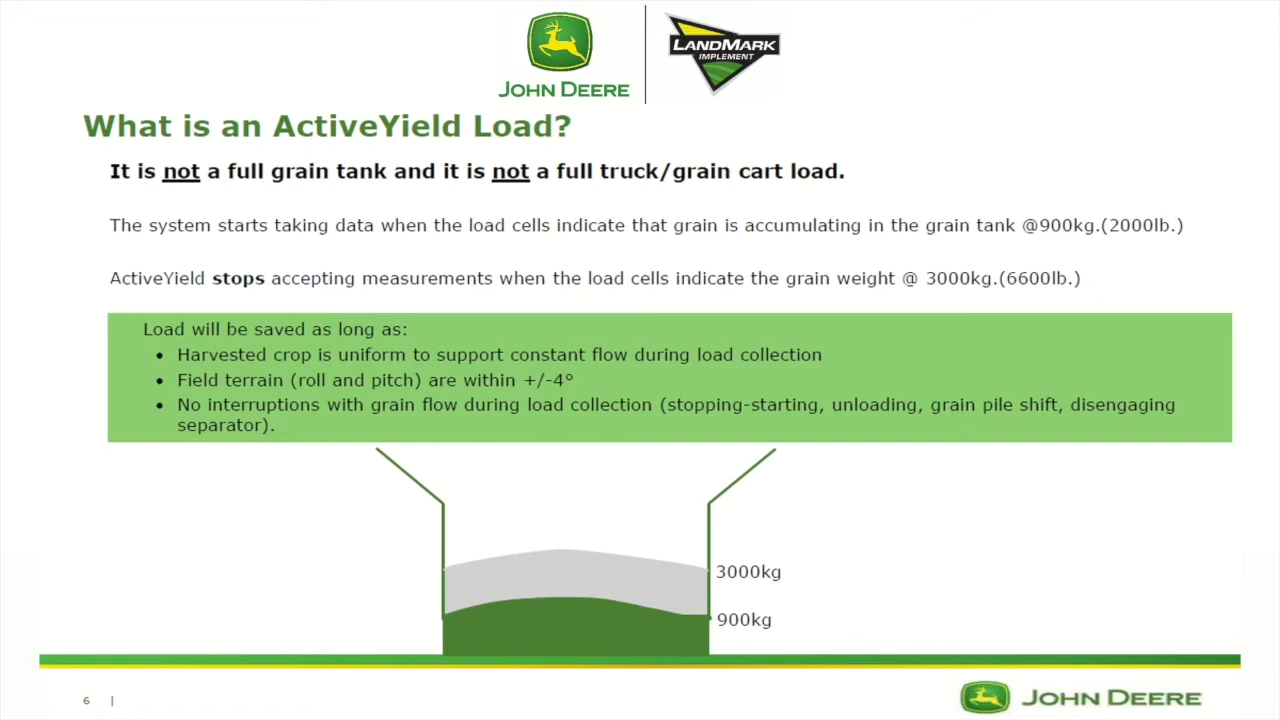 JOHN DEERE
LANDMARK
IMPLEMENT
What is an ActiveYield Load?
It is not a full grain tank and it is not a full truck/grain cart load.
The system starts taking data when the load cells indicate that grain is accumulating in the grain tank @900kg.(2000lb.)
ActiveYield stops accepting measurements when the load cells indicate the grain weight @ 3000kg.(6600lb.)
Load will be saved as long as:
• Harvested crop is uniform to support constant flow during load collection
• Field terrain (roll and pitch) are within +/-4°
• No interruptions with grain flow during load collection (stopping-starting, unloading, grain pile shift, disengaging
separator).
3000kg
900kg
6 |
JOHN DEERE